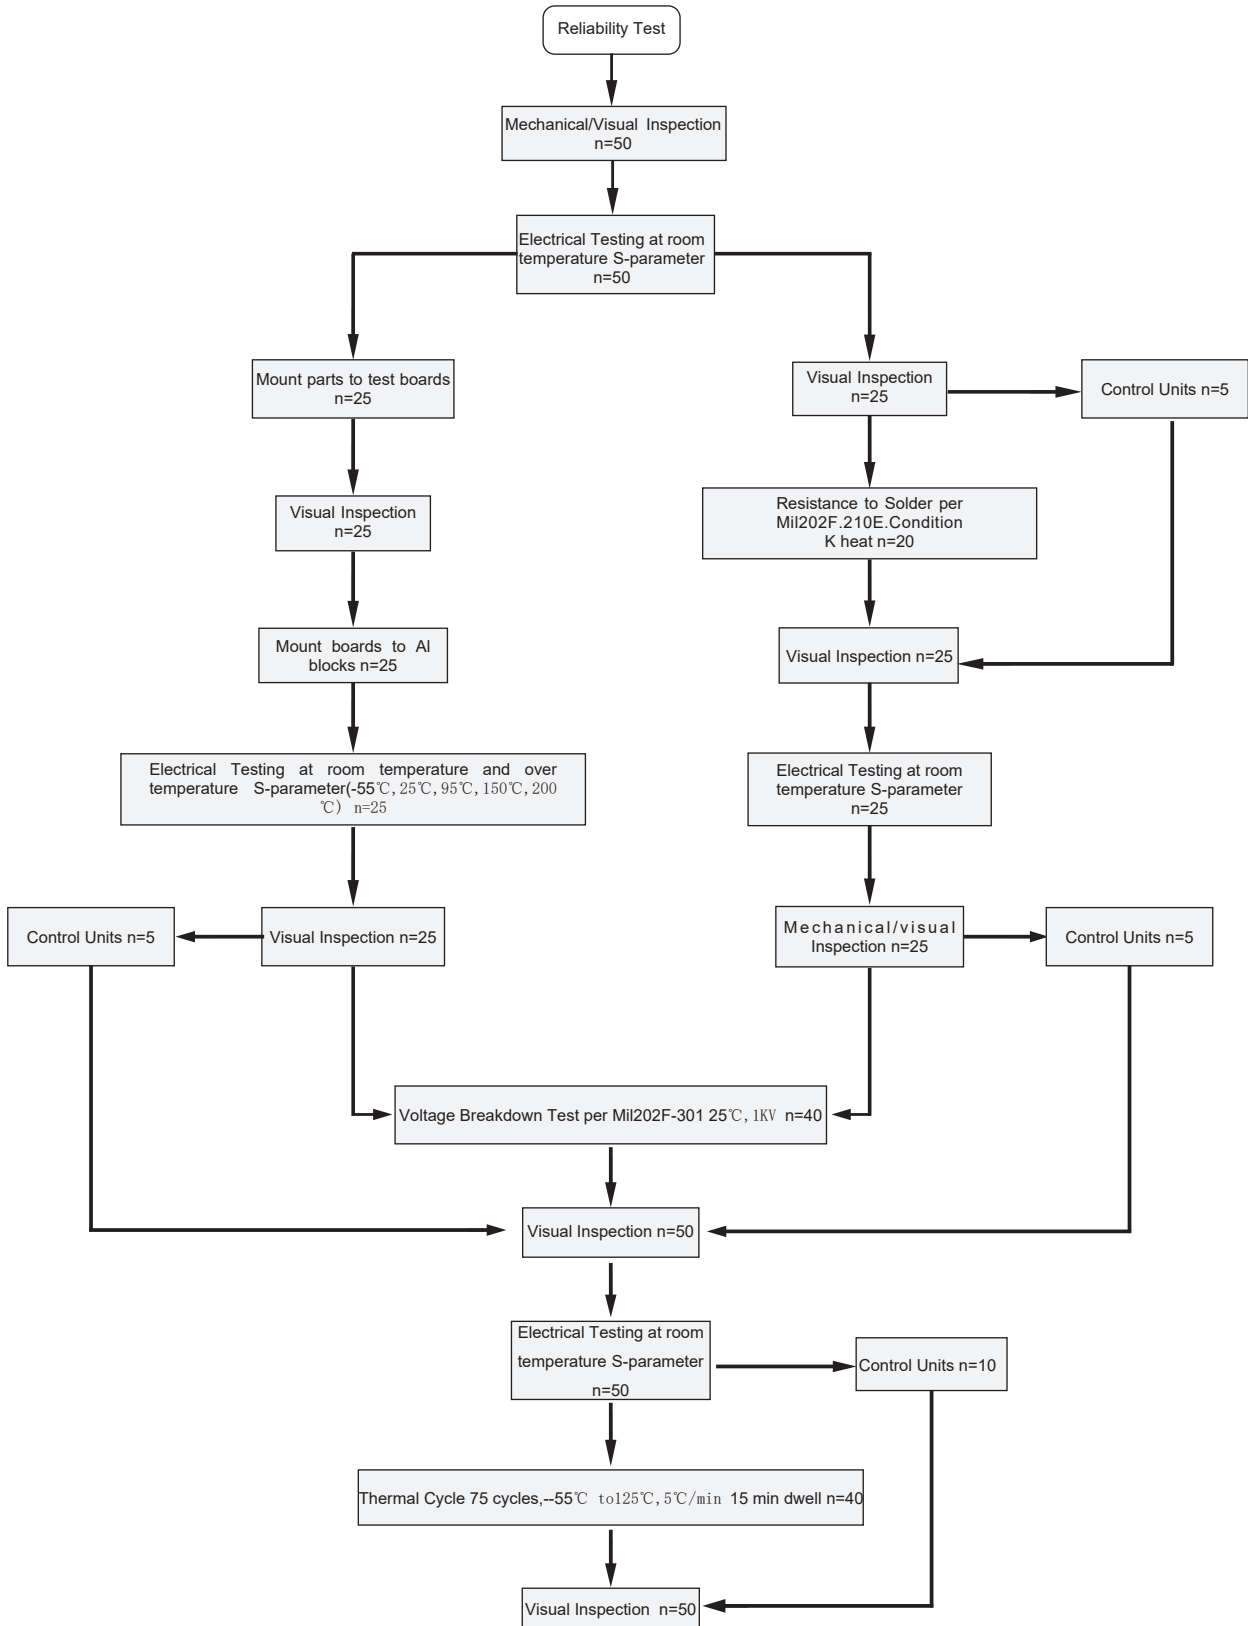 Reliability Test
Mechanical/Visual Inspection
n=50
Electrical Testing at room
temperature S-parameter
n=50
Mount parts to test boards
n=25
Visual Inspection
n=25
Control Units n=5
Visual Inspection
n=25
Resistance to Solder per
Mil202F.210E.Condition
K heat n=20
Mount boards to Al
blocks n=25
Visual Inspection n=25
Electrical Testing at room temperature and over
temperature S-parameter(-55℃,25℃,95℃,150℃,200
℃) n=25
Electrical Testing at room
temperature S-parameter
n=25
Control Units n=5
Visual Inspection n=25
Mechanical/visual
Inspection n=25
Control Units n=5
Voltage Breakdown Test per Mil202F-301 25℃,1KV n=40
Visual Inspection n=50
Electrical Testing at room
temperature S-parameter
n=50
Control Units n=10
Thermal Cycle 75 cycles,--55℃ to125℃,5℃/min 15 min dwell n=40
Visual Inspection n=50